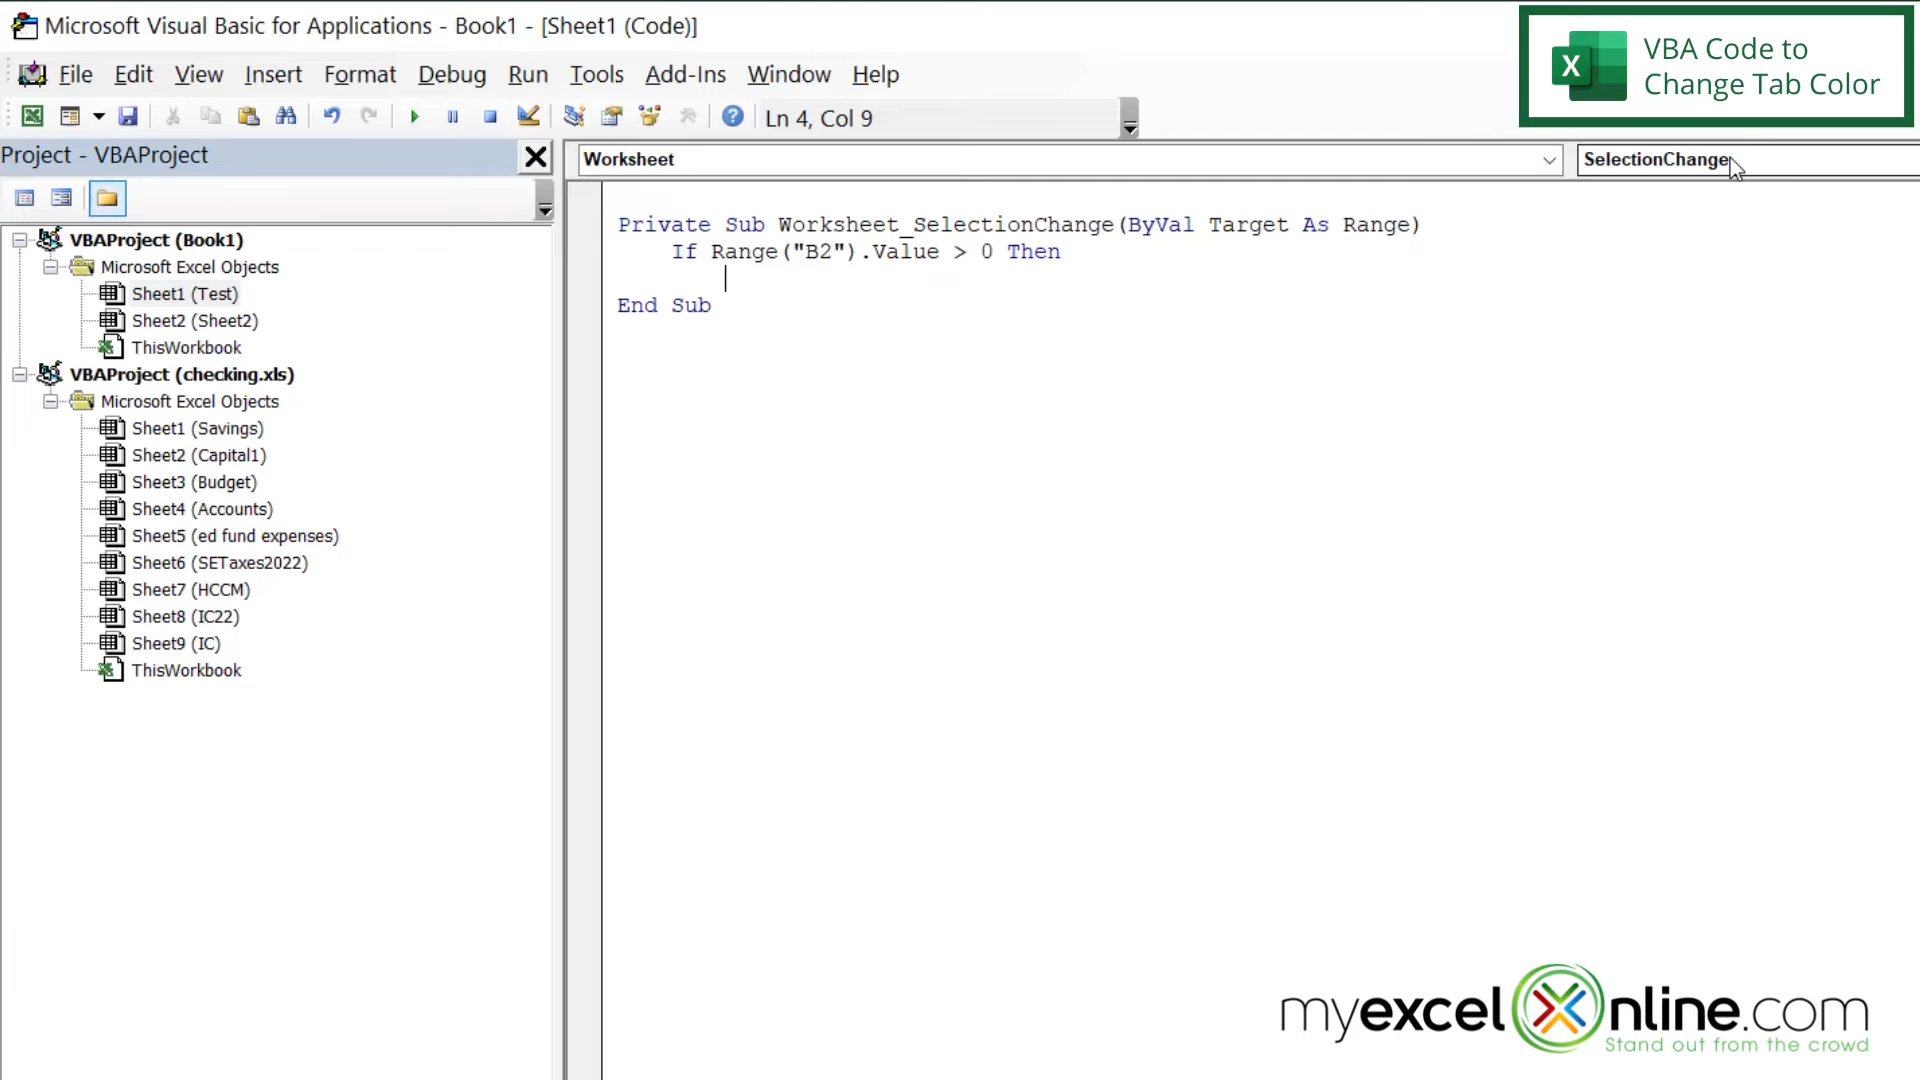 Microsoft Visual Basic for Applications - Book1 - [Sheet1 (Code)]
VBA Code to
Change Tab Color
File Edit View Insert Format Debug Run Tools Add-Ins Window Help
Ln 4, Col 9
Project - VBAProject
Worksheet
SelectionChange
VBAProject (Book1)
Microsoft Excel Objects
Sheet1 (Test)
Sheet2 (Sheet2)
ThisWorkbook
VBAProject (checking.xls)
Microsoft Excel Objects
Sheet1 (Savings)
Sheet2 (Capital1)
Sheet3 (Budget)
Sheet4 (Accounts)
Sheet5 (ed fund expenses)
Sheet6 (SETaxes2022)
Sheet7 (HCCM)
Sheet8 (IC22)
Sheet9 (IC)
ThisWorkbook
Private Sub Worksheet_SelectionChange(ByVal Target As Range)
If Range("B2").Value > 0 Then
End Sub
myexcelOnline.com
Stand out from the crowd